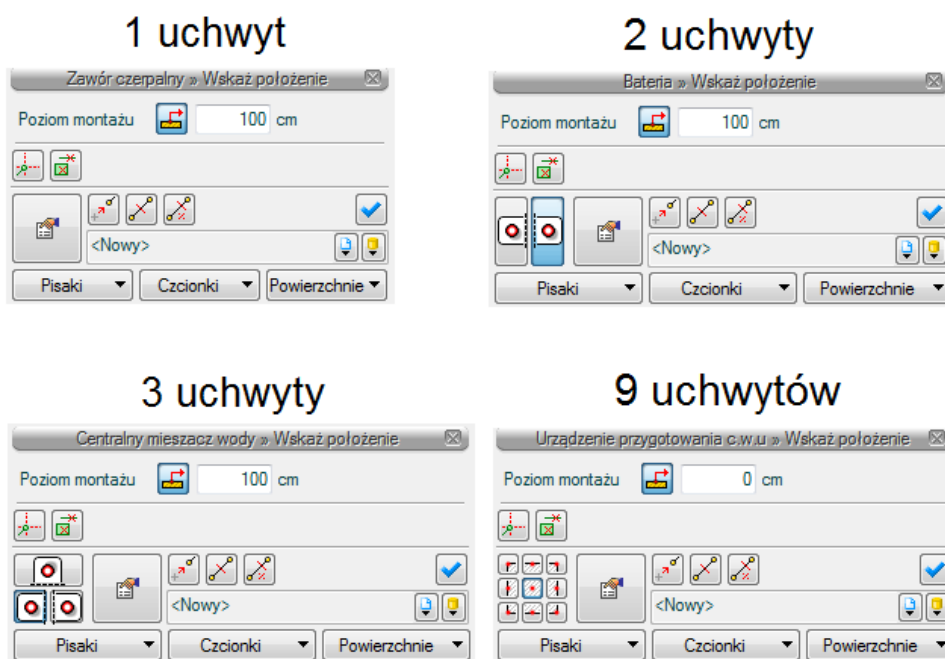 1 uchwyt
Zawór czerpalny » Wskaż położenie
Poziom montażu 100 cm
<Nowy>
Pisaki Czcionki Powierzchnie
2 uchwyty
Bateria » Wskaż położenie
Poziom montażu 100 cm
<Nowy>
Pisaki Czcionki Powierzchnie
3 uchwyty
Centralny mieszacz wody » Wskaż położenie
Poziom montażu 100 cm
<Nowy>
Pisaki Czcionki Powierzchnie
9 uchwytów
Urządzenie przygotowania c.w.u » Wskaż położenie
Poziom montażu 0 cm
<Nowy>
Pisaki Czcionki Powierzchnie